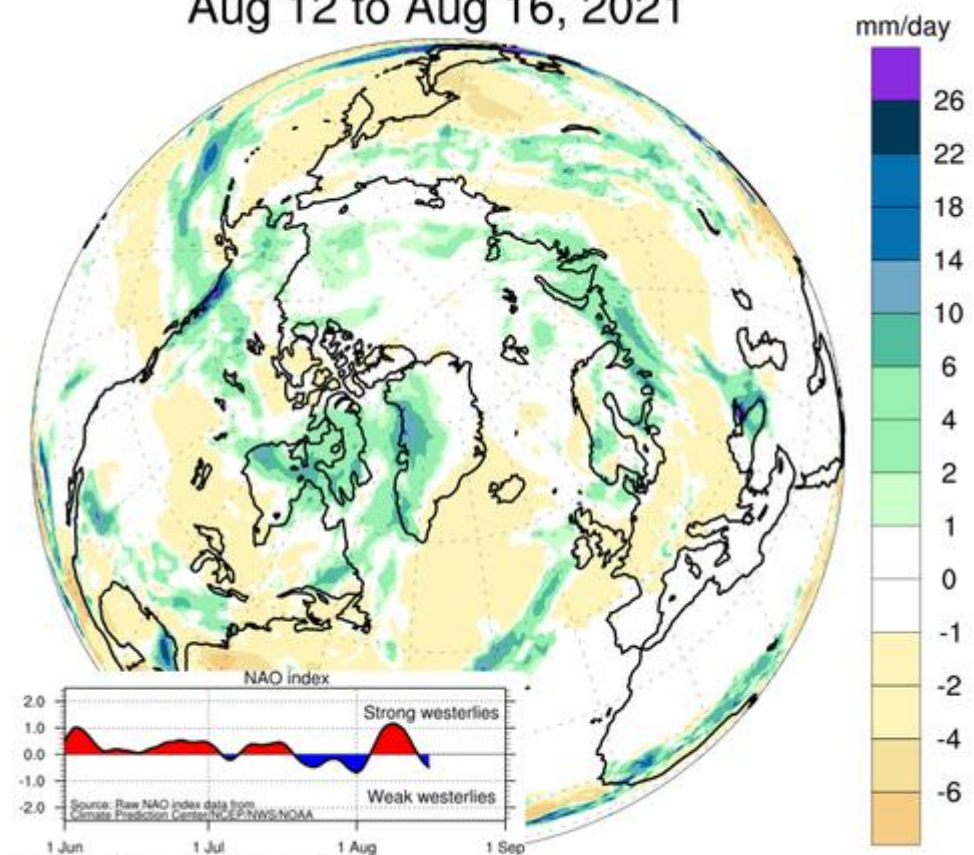 Aug 12 to Aug 16, 2021
mm/day
26
22
18
14
10
6
4
2
1
0
-1
-2
-4
-6
NAO index
2.0
1.0
0.0
-1.0
-2.0
Strong westerlies
Weak westerlies
Source: Raw NAO index data from
Climate Prediction Center/NCEP/NWS/NOAA
1 Jun
1 Jul
1 Aug
1 Sep